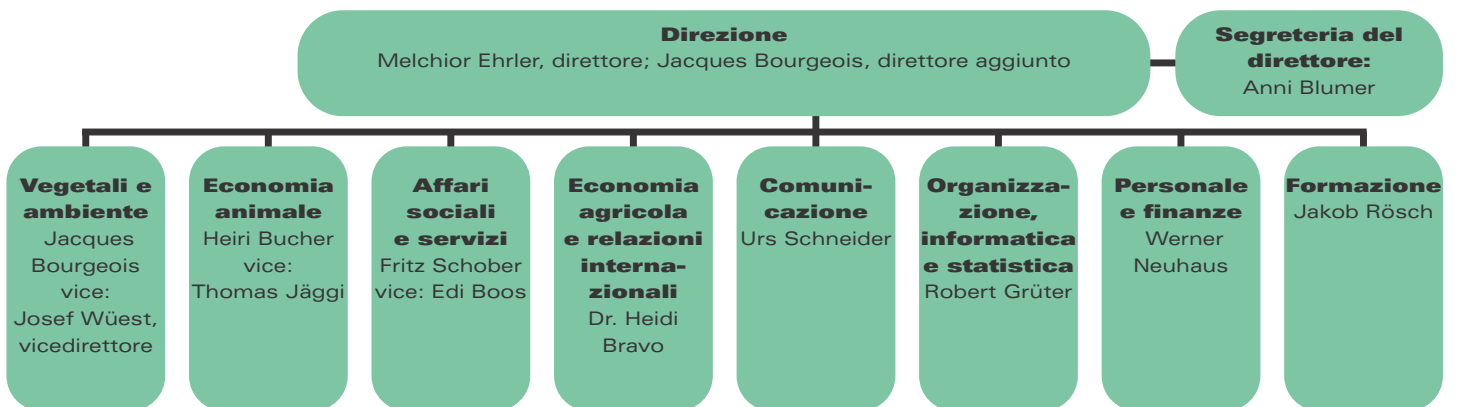 Direzione
Melchior Ehrler, direttore; Jacques Bourgeois, direttore aggiunto
Segreteria del
direttore:
Anni Blumer
Vegetali e
ambiente
Jacques
Bourgeois
vice:
Josef Wüest,
vicedirettore
Economia
animale
Heiri Bucher
vice:
Thomas Jäggi
Affari
sociali
e servizi
Fritz Schober
vice: Edi Boos
Economia
agricola
e relazioni
interna-
zionali
Dr. Heidi
Bravo
Comuni-
cazione
Urs Schneider
Organizza-
zione,
informatica
e statistica
Robert Grüter
Personale
e finanze
Werner
Neuhaus
Formazione
Jakob Rösch